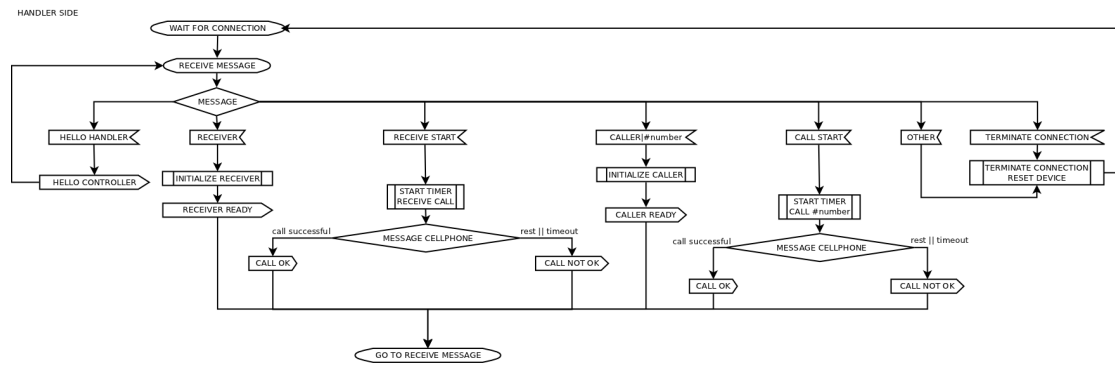 HANDLER SIDE
WAIT FOR CONNECTION
RECEIVE MESSAGE
MESSAGE
HELLO HANDLER
RECEIVER
RECEIVE START
CALLER|#number
CALL START
OTHER
TERMINATE CONNECTION
HELLO CONTROLLER
INITIALIZE RECEIVER
RECEIVER READY
START TIMER
RECEIVE CALL
INITIALIZE CALLER
CALLER READY
START TIMER
CALL #number
TERMINATE CONNECTION
RESET DEVICE
call successful
MESSAGE CELLPHONE
rest || timeout
CALL OK
CALL NOT OK
call successful
MESSAGE CELLPHONE
rest || timeout
CALL OK
CALL NOT OK
GO TO RECEIVE MESSAGE